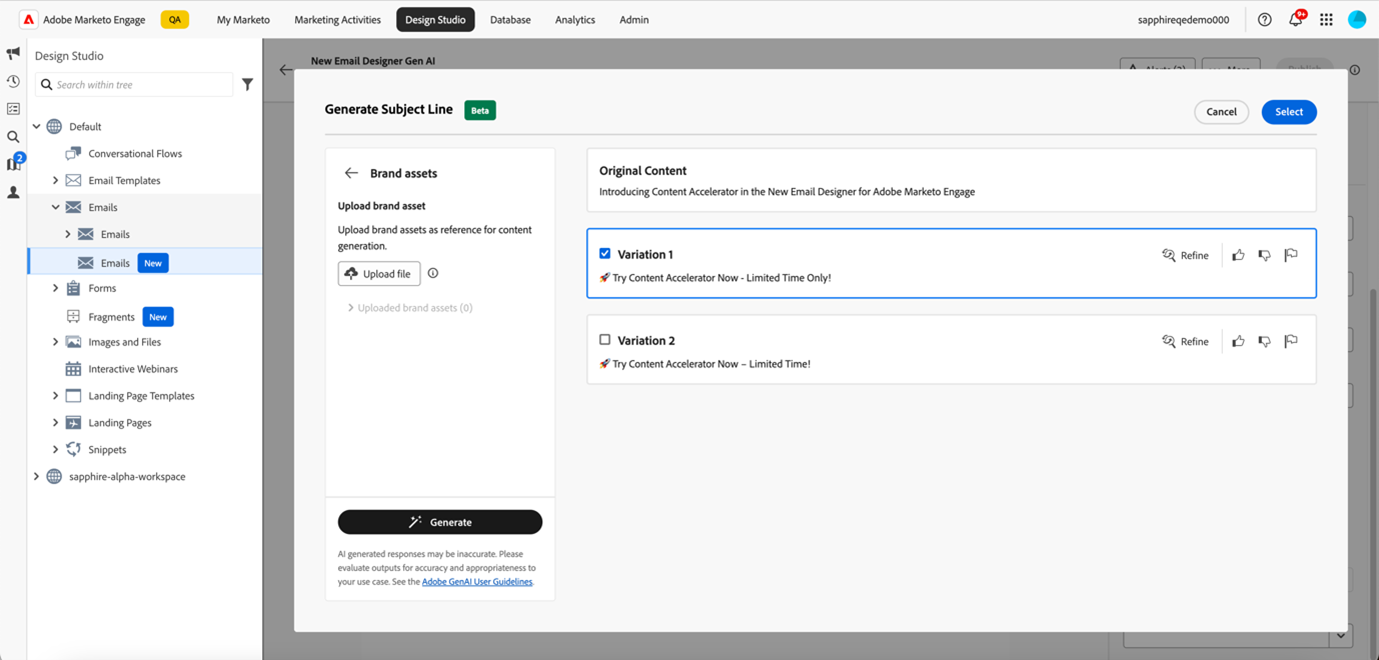 Adobe Marketo Engage QA My Marketo Marketing Activities Design Studio Database Analytics Admin sapphireqedemo000 9+
Design Studio
Search within tree
2
Default
Conversational Flows
Email Templates
Emails
Emails
Emails New
Forms
Fragments New
Images and Files
Interactive Webinars
Landing Page Templates
Landing Pages
Snippets
sapphire-alpha-workspace
New Email Designer Gen AI
Publish
Generate Subject Line Beta
Cancel Select
Brand assets
Upload brand asset
Upload brand assets as reference for content
generation.
Upload file
Uploaded brand assets (0)
Generate
AI generated responses may be inaccurate. Please
evaluate outputs for accuracy and appropriateness to
your use case. See the Adobe GenAI User Guidelines.
Original Content
Introducing Content Accelerator in the New Email Designer for Adobe Marketo Engage
Variation 1 Refine
🚀 Try Content Accelerator Now - Limited Time Only!
Variation 2 Refine
🚀 Try Content Accelerator Now – Limited Time!